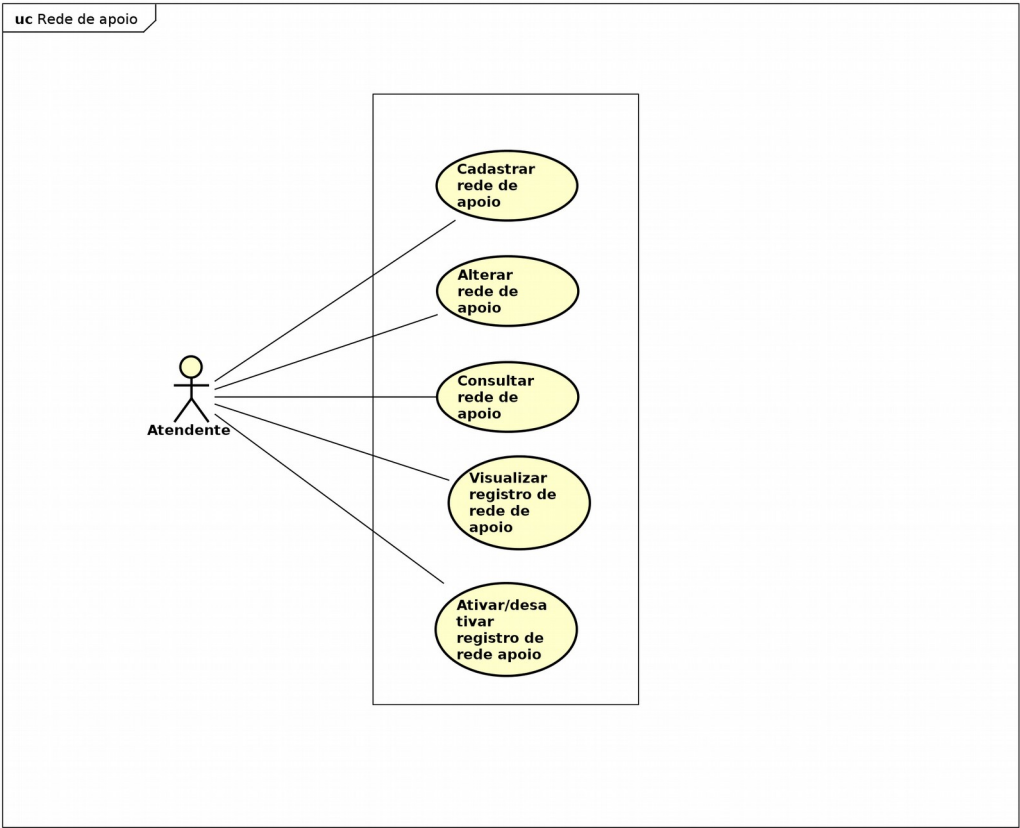 uc Rede de apoio
Cadastrar
rede de
apoio
Alterar
rede de
apoio
Consultar
rede de
apoio
Atendente
Visualizar
registro de
rede de
apoio
Ativar/desa
tivar
registro de
rede apoio